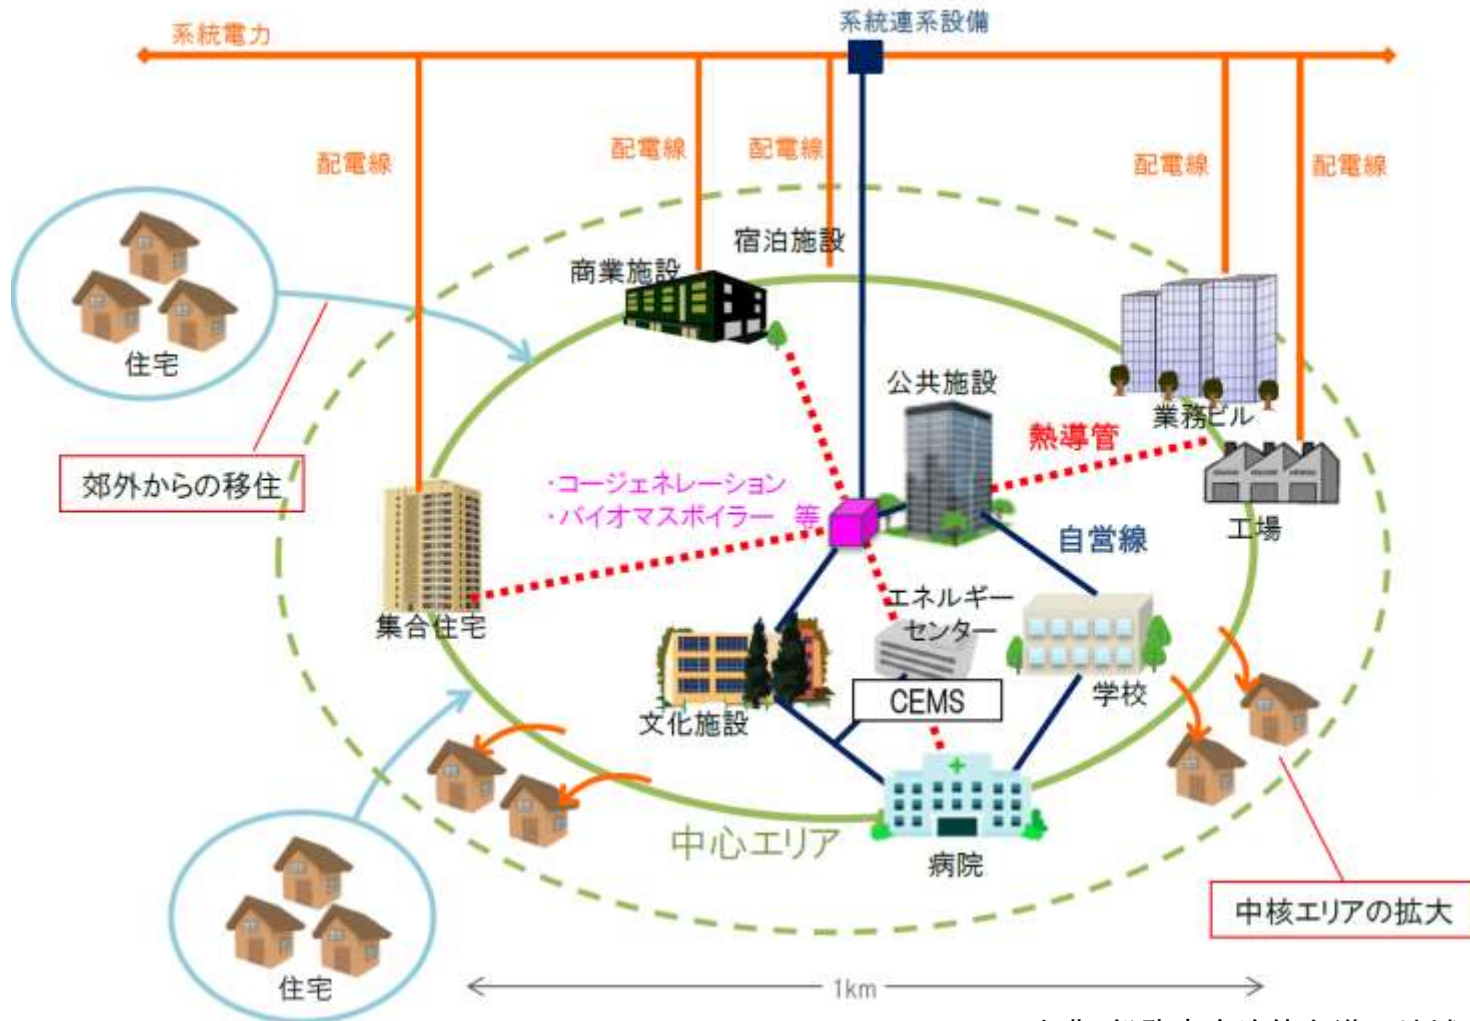 系統連系設備
系統電力
配電線
配電線
配電線
配電線
配電線
宿泊施設
商業施設
住宅
公共施設
業務ビル
熱導管
郊外からの移住
・コージェネレーション
・バイオマスボイラー 等
工場
自営線
集合住宅
エネルギー
センター
CEMS
文化施設
学校
中心エリア
病院
中核エリアの拡大
住宅
1km